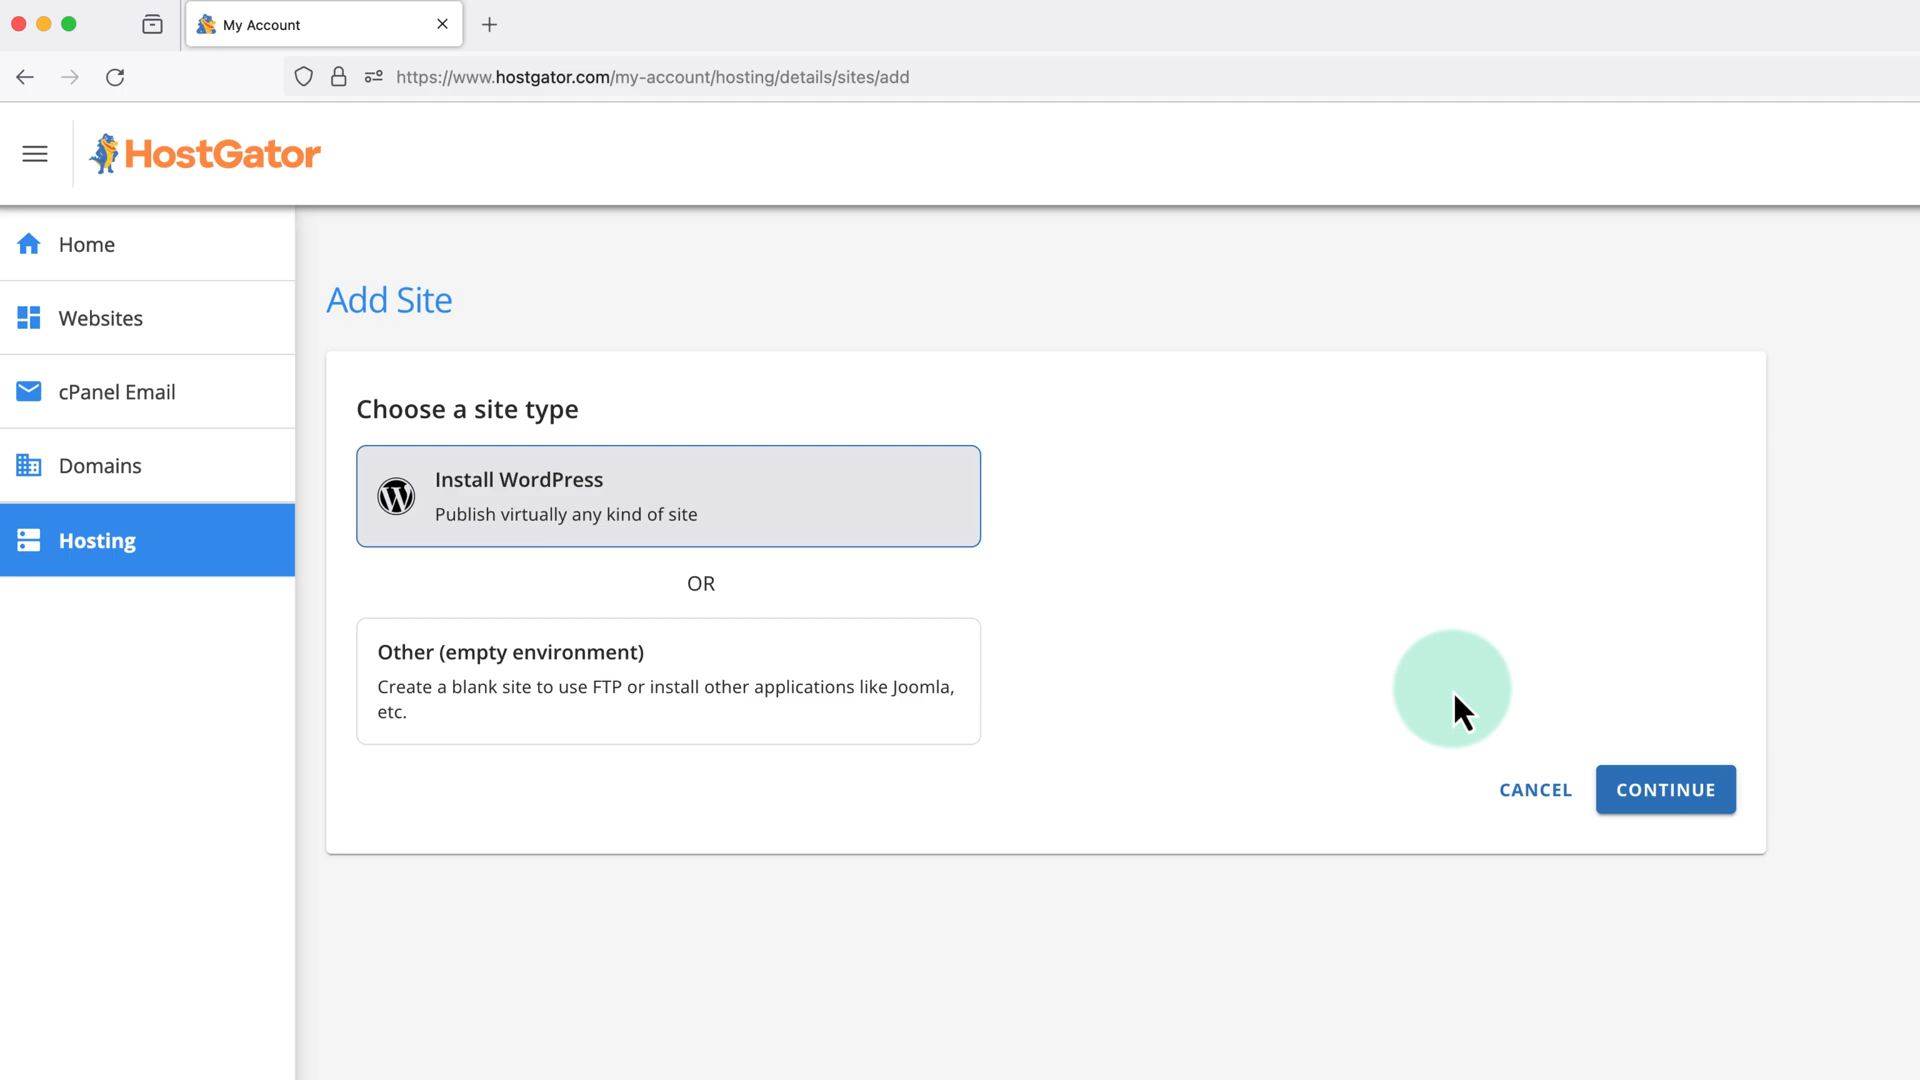 My Account
https://www.hostgator.com/my-account/hosting/details/sites/add
HostGator
Home
Websites
cPanel Email
Domains
Hosting
Add Site
Choose a site type
Install WordPress
Publish virtually any kind of site
OR
Other (empty environment)
Create a blank site to use FTP or install other applications like Joomla,
etc.
CANCEL
CONTINUE